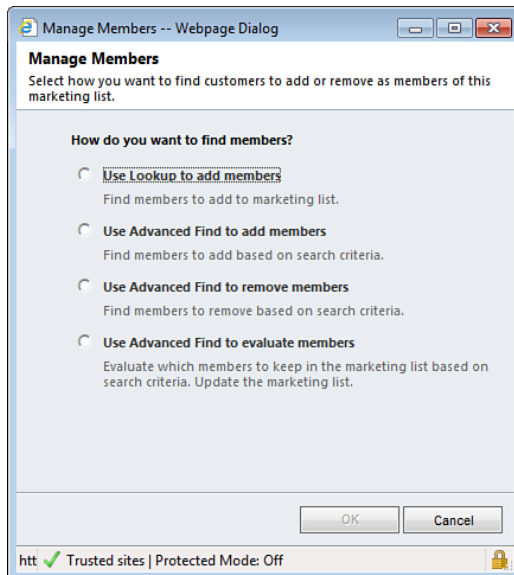 Manage Members -- Webpage Dialog
Manage Members
Select how you want to find customers to add or remove as members of this
marketing list.
How do you want to find members?
Use Lookup to add members
Find members to add to marketing list.
Use Advanced Find to add members
Find members to add based on search criteria.
Use Advanced Find to remove members
Find members to remove based on search criteria.
Use Advanced Find to evaluate members
Evaluate which members to keep in the marketing list based on
search criteria. Update the marketing list.
OK Cancel
htt Trusted sites | Protected Mode: Off